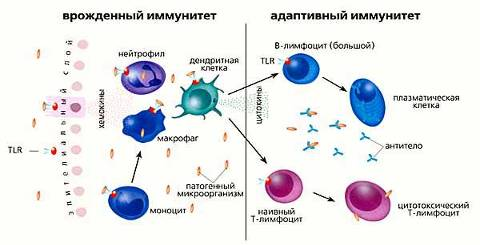 врожденный иммунитет
адаптивный иммунитет
эпителиальный слой
TLR
хемокины
нейтрофил
дендритная
клетка
макрофаг
патогенный
микроорганизм
моноцит
цитокины
В-лимфоцит (большой)
TLR
плазматическая
клетка
антитело
наивный
Т-лимфоцит
цитотоксический
Т-лимфоцит